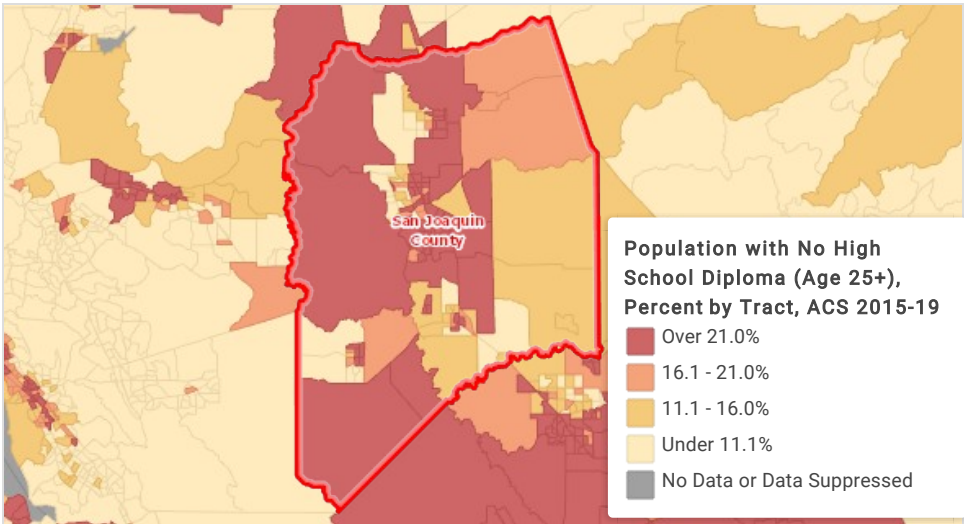 San Joaquin
County
Population with No High
School Diploma (Age 25+),
Percent by Tract, ACS 2015-19
Over 21.0%
16.1 - 21.0%
11.1 - 16.0%
Under 11.1%
No Data or Data Suppressed